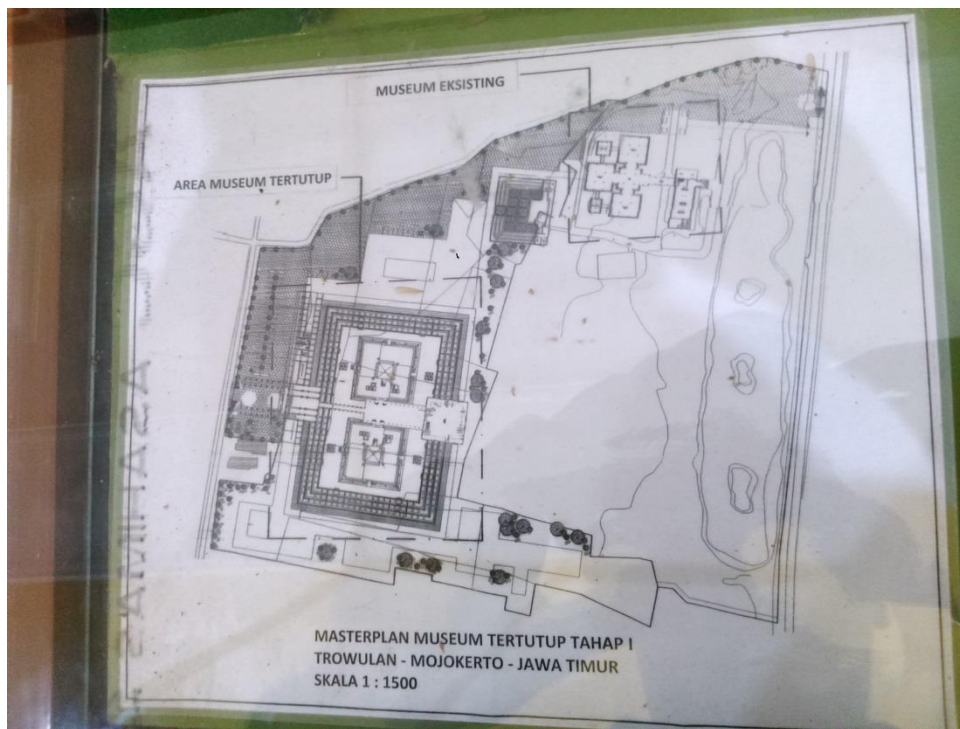 MUSEUM EKSISTING
AREA MUSEUM TERTUTUP
MASTERPLAN MUSEUM TERTUTUP TAHAP I
TROWULAN - MOJOKERTO - JAWA TIMUR
SKALA 1 : 1500